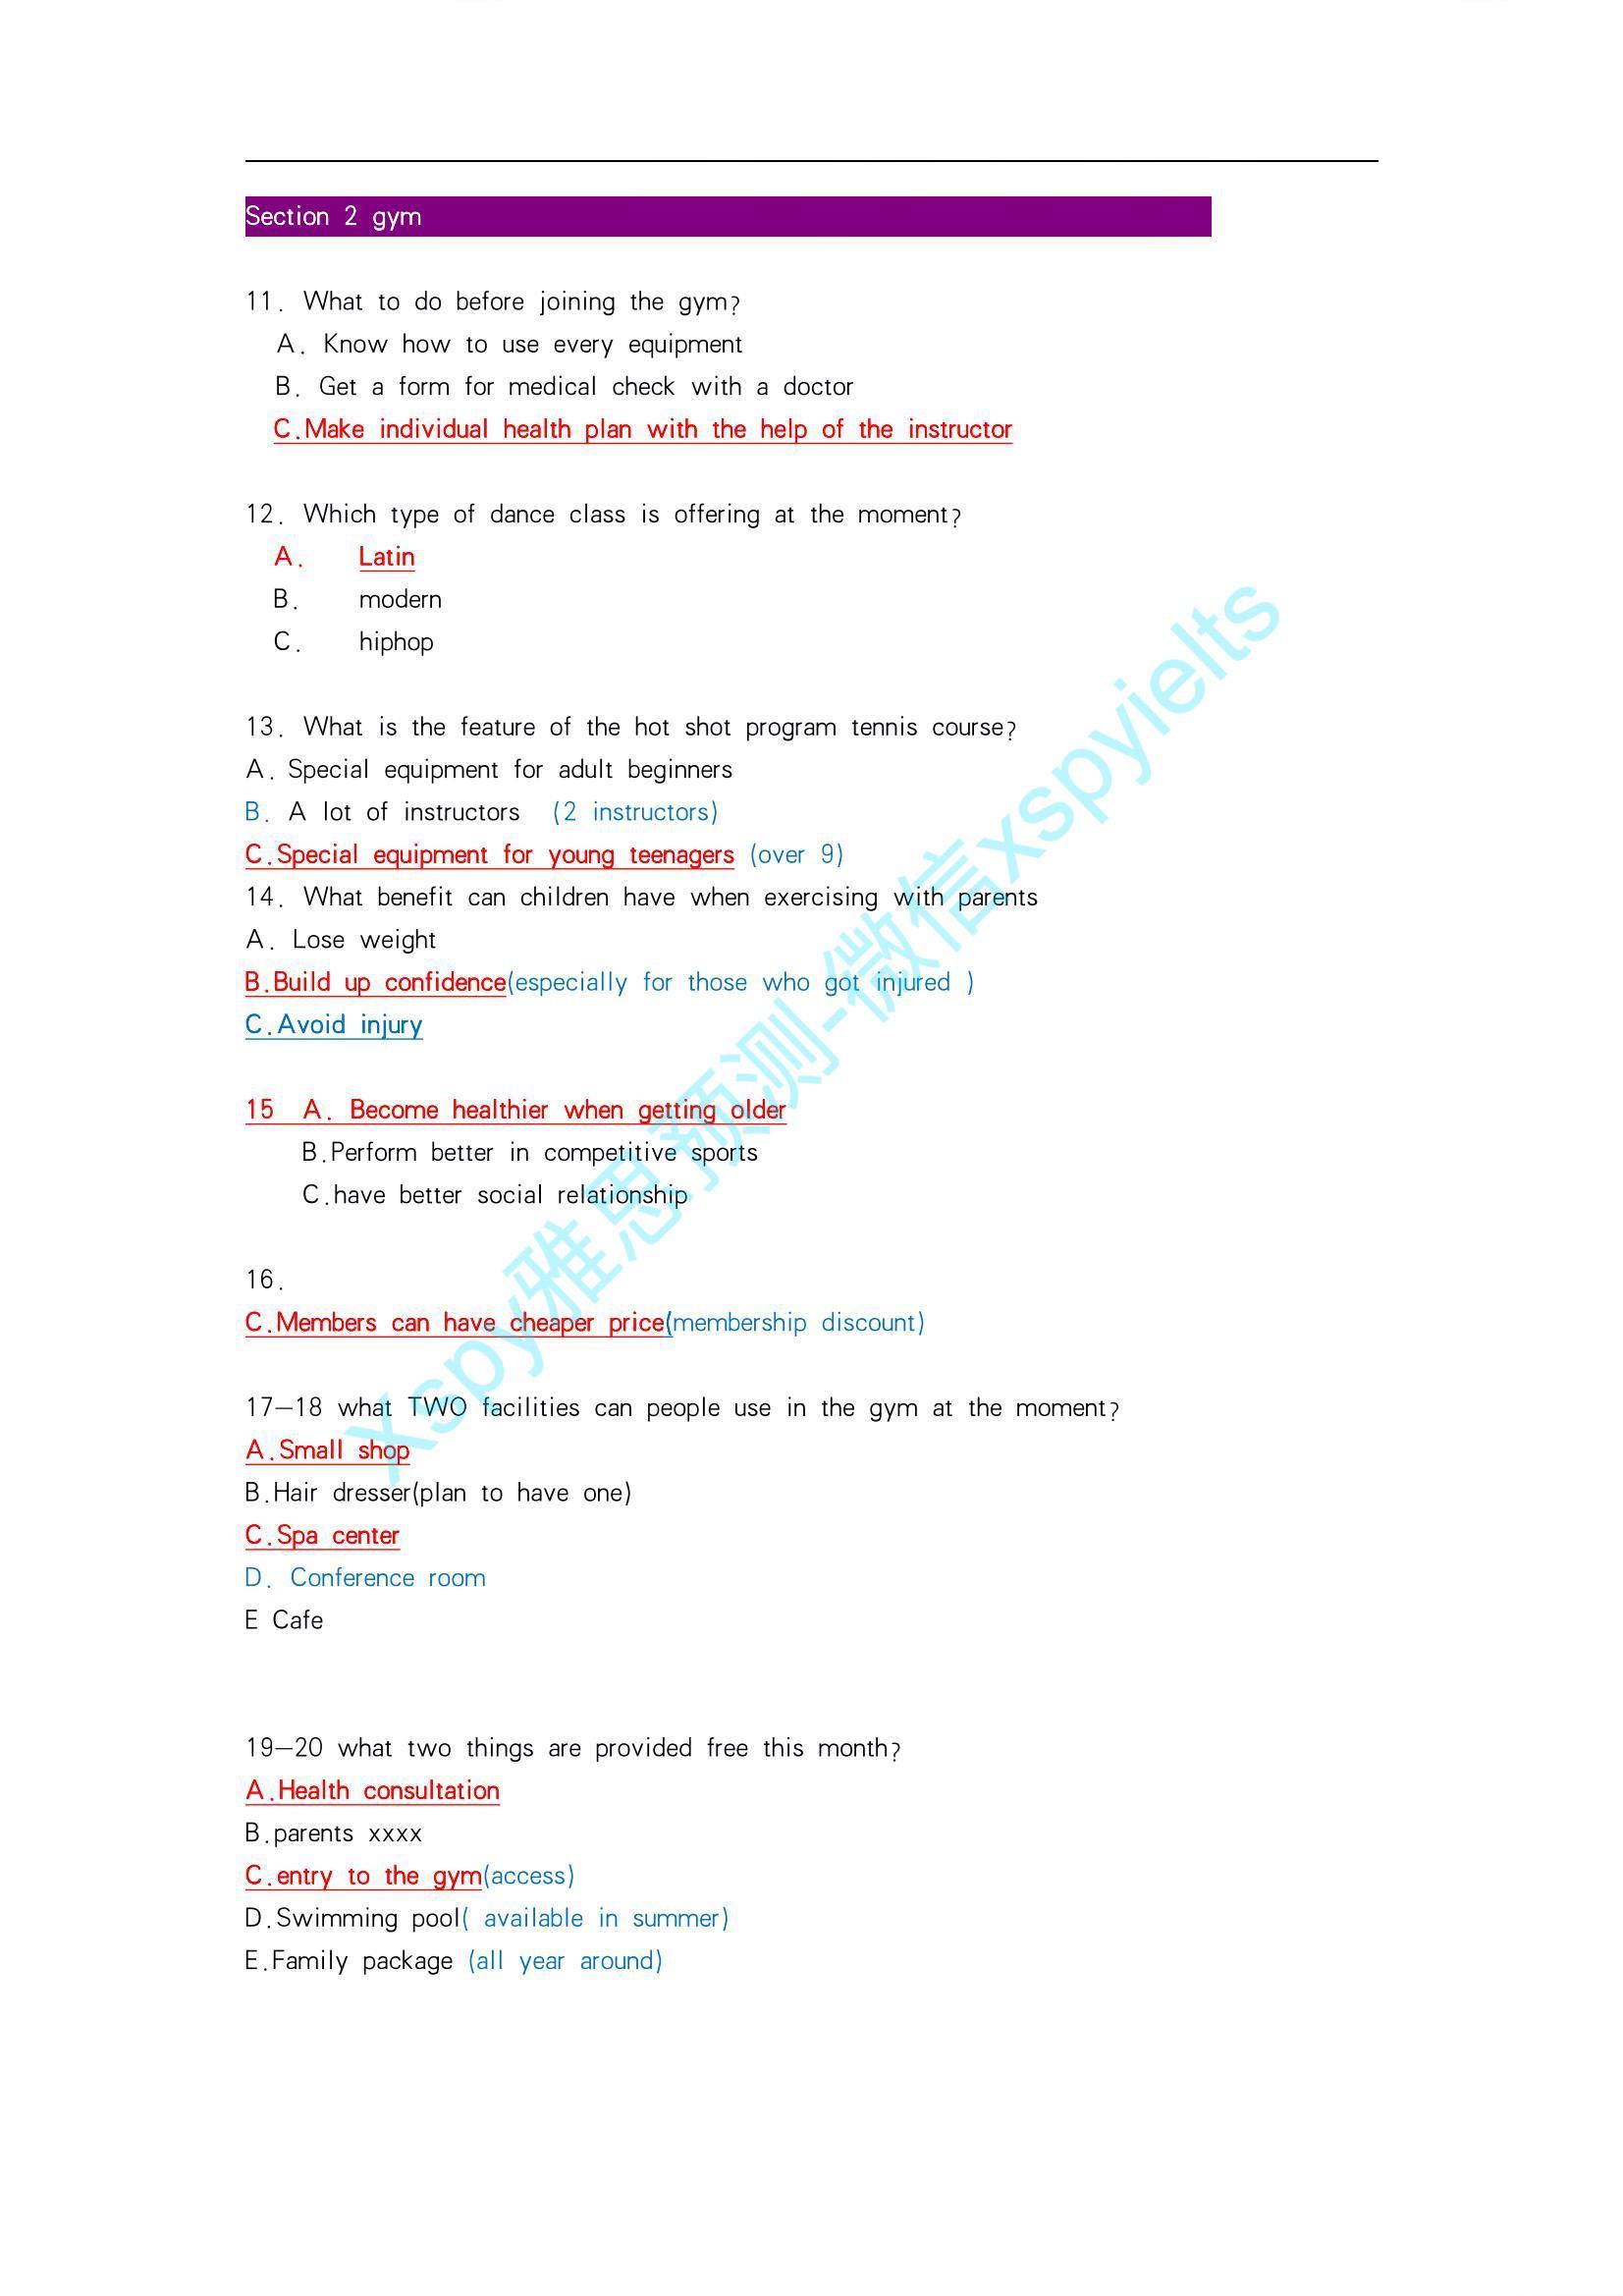 Section 2 gym
11. What to do before joining the gym?
A. Know how to use every equipment
B. Get a form for medical check with a doctor
C.Make individual health plan with the help of the instructor
12. Which type of dance class is offering at the moment?
A. Latin
B. modern
C. hiphop
13. What is the feature of the hot shot program tennis course?
A. Special equipment for adult beginners
B. A lot of instructors (2 instructors)
C.Special equipment for young teenagers (over 9)
14. What benefit can children have when exercising with parents
A. Lose weight
B.Build up confidence(especially for those who got injured )
C.Avoid injury
15 A. Become healthier when getting older
B.Perform better in competitive sports
C.have better social relationship
16.
C.Members can have cheaper price(membership discount)
17—18 what TWO facilities can people use in the gym at the moment?
A.Small shop
B.Hair dresser(plan to have one)
C.Spa center
D. Conference room
E Cafe
19—20 what two things are provided free this month?
A.Health consultation
B.parents xxxx
C.entry to the gym(access)
D.Swimming pool( available in summer)
E.Family package (all year around)
Xspy雅思预测-微信xspyielts